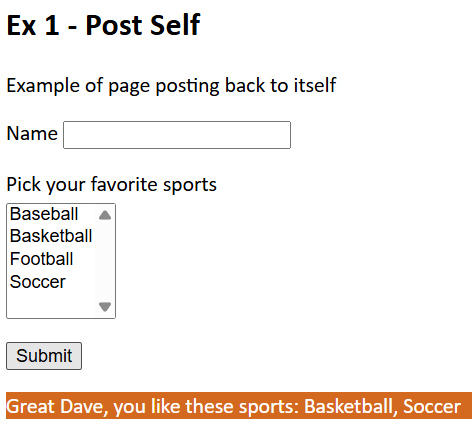 Ex 1 - Post Self
Example of page posting back to itself
Name
Pick your favorite sports
Baseball
Basketball
Football
Soccer
Submit
Great Dave, you like these sports: Basketball, Soccer